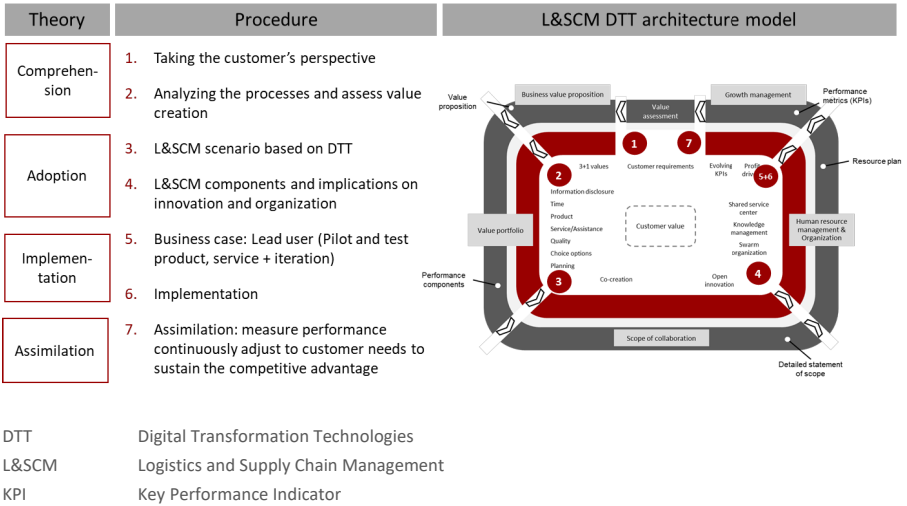 Theory
Procedure
L&SCM DTT architecture model
Comprehen-
sion
1. Taking the customer's perspective
2. Analyzing the processes and assess value
creation
Adoption
3. L&SCM scenario based on DTT
4. L&SCM components and implications on
innovation and organization
Implemen-
tation
5. Business case: Lead user (Pilot and test
product, service + iteration)
6. Implementation
Assimilation
7. Assimilation: measure performance
continuously adjust to customer needs to
sustain the competitive advantage
Value
proposition
Business value proposition
Value
assessment
Growth management
Performance
metrics (KPIs)
1
7
2
3+1 values
Customer requirements
Evolving
KPIs
Profit
5+6
Resource plan
Information disclosure
Time
Product
Service/Assistance
Quality
Choice options
Planning
Customer value
Shared service
center
Knowledge
management
Swarm
organization
Value portfolio
Human resource
management &
Organization
Performance
components
3
Co-creation
Open
innovation
4
Scope of collaboration
Detailed statement
of scope
DTT Digital Transformation Technologies
L&SCM Logistics and Supply Chain Management
KPI Key Performance Indicator